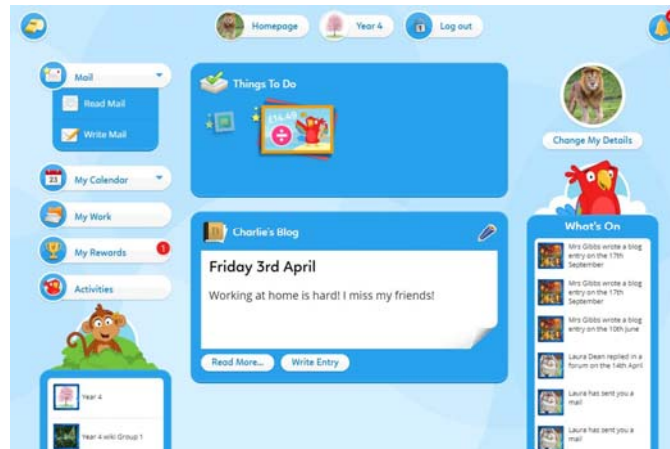 Homepage
Year 4
Log out
Mail
Read Mail
Write Mail
My Calendar
23
My Work
My Rewards
1
Activities
Year 4
Year 4 wiki Group 1
Things To Do
£14.40
÷
Charlie's Blog
Friday 3rd April
Working at home is hard! I miss my friends!
Read More...
Write Entry
Change My Details
What's On
Mrs Gibbs wrote a blog
entry on the 17th
September
Mrs Gibbs wrote a blog
entry on the 17th
September
Mrs Gibbs wrote a blog
entry on the 10th June
Laura Dean replied in a
forum on the 14th April
Laura has sent you a
mail
Laura has sent you a
mail